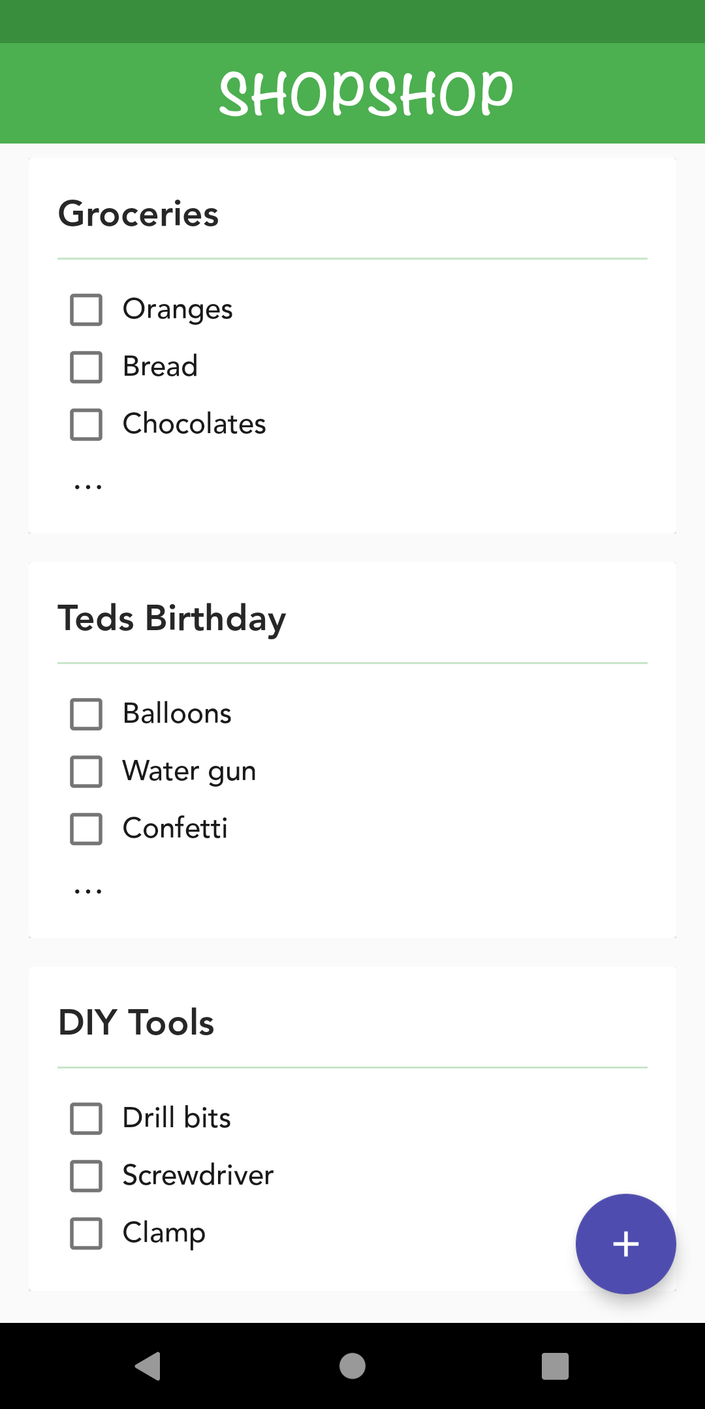 SHOPSHOP
Groceries
Oranges
Bread
Chocolates
...
Teds Birthday
Balloons
Water gun
Confetti
...
DIY Tools
Drill bits
Screwdriver
Clamp
+